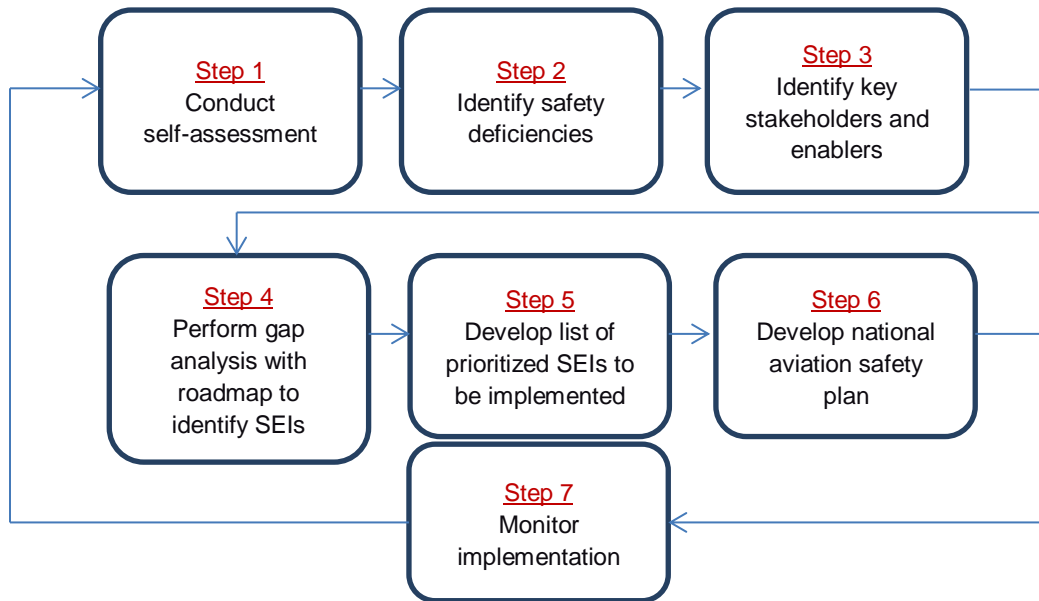 Step 1
Conduct
self-assessment
Step 2
Identify safety
deficiencies
Step 3
Identify key
stakeholders and
enablers
Step 4
Perform gap
analysis with
roadmap to
identify SEIs
Step 5
Develop list of
prioritized SEIs to
be implemented
Step 6
Develop national
aviation safety
plan
Step 7
Monitor
implementation